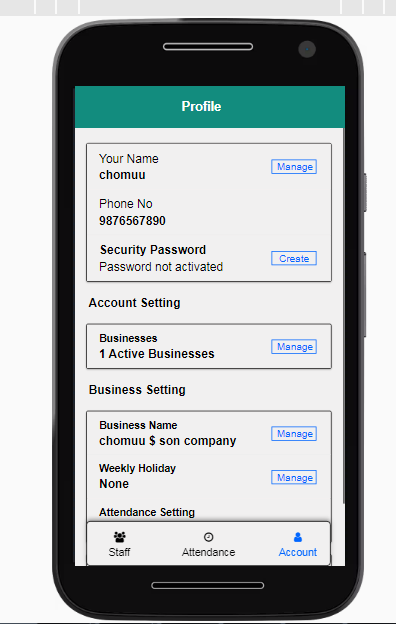 Profile
Your Name
chomuu
Manage
Phone No
9876567890
Security Password
Password not activated
Create
Account Setting
Businesses
1 Active Businesses
Manage
Business Setting
Business Name
chomuu $ son company
Manage
Weekly Holiday
None
Manage
Attendance Setting
Staff
Attendance
Account